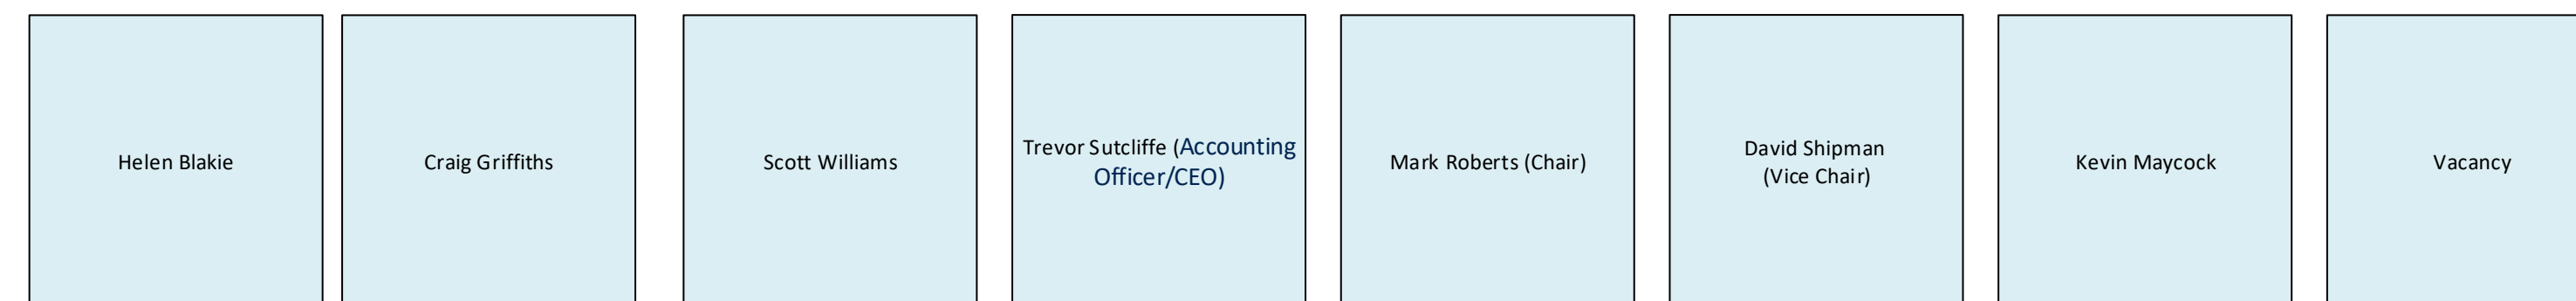 Helen Blakie
Craig Griffiths
Scott Williams
Trevor Sutcliffe (Accounting
Officer/CEO)
Mark Roberts (Chair)
David Shipman
(Vice Chair)
Kevin Maycock
Vacancy